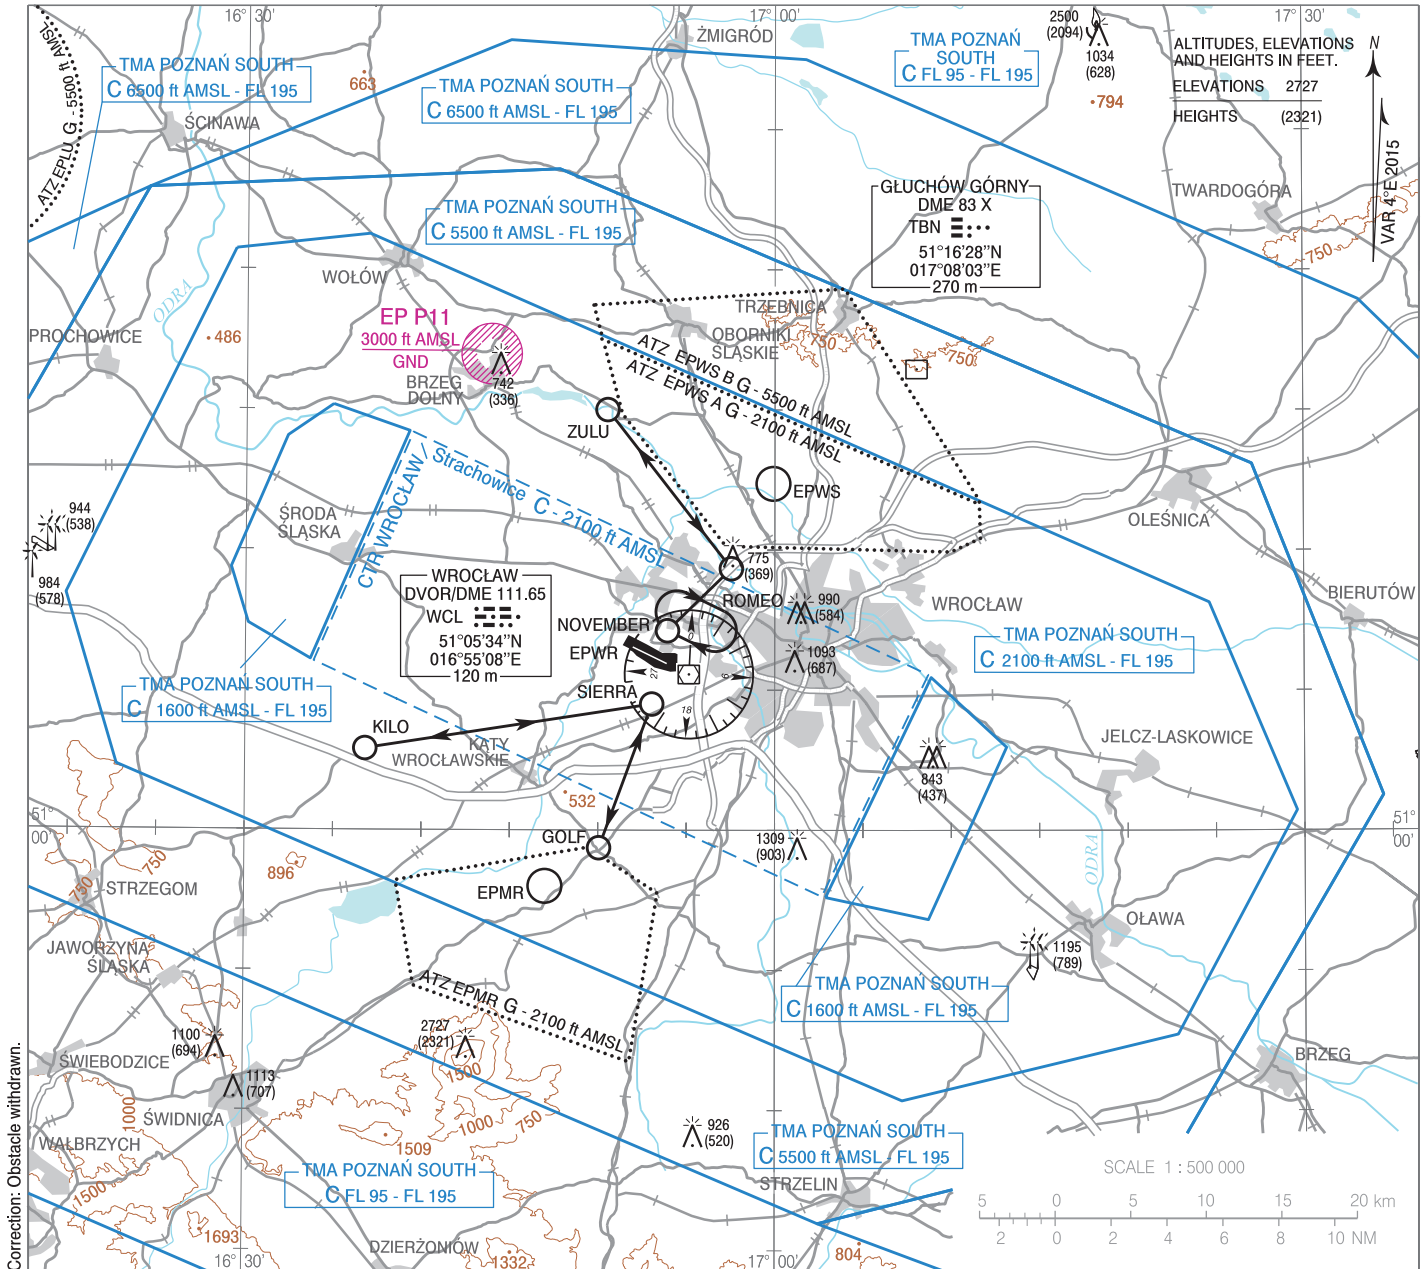 16° 30'
17° 00'
17° 30'
ŻMIGRÓD
2500
(2094)
1034
(628)
ALTITUDES, ELEVATIONS
AND HEIGHTS IN FEET.
ELEVATIONS 2727
HEIGHTS (2321)
N
VAR 4°E 2015
ATZ EPLU G - 5500 ft AMSL
TMA POZNAŃ SOUTH
C 6500 ft AMSL - FL 195
663
TMA POZNAŃ SOUTH
C 6500 ft AMSL - FL 195
TMA POZNAŃ
SOUTH
C FL 95 - FL 195
794
ŚCINAWA
TWARDOGÓRA
750
GŁUCHÓW GÓRNY
DME 83 X
TBN
51°16'28"N
017°08'03"E
270 m
TMA POZNAŃ SOUTH
C 5500 ft AMSL - FL 195
WOŁÓW
ODRA
PROCHOWICE
486
EP P11
3000 ft AMSL
GND
742
(336)
BRZEG
DOLNY
TRZEBNICA
OBORNIKI
ŚLĄSKIE
750
750
ATZ EPWS B G - 5500 ft AMSL
ATZ EPWS A G - 2100 ft AMSL
ZULU
EPWS
CTR WROCŁAW / Strachowice C - 2100 ft AMSL
ŚRODA
ŚLĄSKA
944
(538)
984
(578)
OLEŚNICA
BIERUTÓW
775
(369)
ROMEO
990
(584)
WROCŁAW
1093
(687)
WROCŁAW
DVOR/DME 111.65
WCL
51°05'34"N
016°55'08"E
120 m
NOVEMBER
EPWR
SIERRA
0
9
18
27
TMA POZNAŃ SOUTH
C 2100 ft AMSL - FL 195
TMA POZNAŃ SOUTH
C 1600 ft AMSL - FL 195
KILO
KĄTY
WROCŁAWSKIE
532
JELCZ-LASKOWICE
843
(437)
51°
00'
51°
00'
GOLF
1309
(903)
ODRA
EPMR
750
750
896
STRZEGOM
OŁAWA
1195
(789)
JAWORZYNA
ŚLĄSKA
ATZ EPMR G - 2100 ft AMSL
TMA POZNAŃ SOUTH
C 1600 ft AMSL - FL 195
1100
(694)
2727
(2321)
1500
ŚWIEBODZICE
1113
(707)
ŚWIDNICA
1000
BRZEG
1000
750
1509
926
(520)
WAŁBRZYCH
1500
TMA POZNAŃ SOUTH
C 5500 ft AMSL - FL 195
TMA POZNAŃ SOUTH
C FL 95 - FL 195
STRZELIN
SCALE 1 : 500 000
5 0 5 10 15 20 km
2 0 2 4 6 8 10 NM
1693
DZIERŻONIÓW
1332
804
16° 30'
17° 00'
Correction: Obstacle withdrawn.